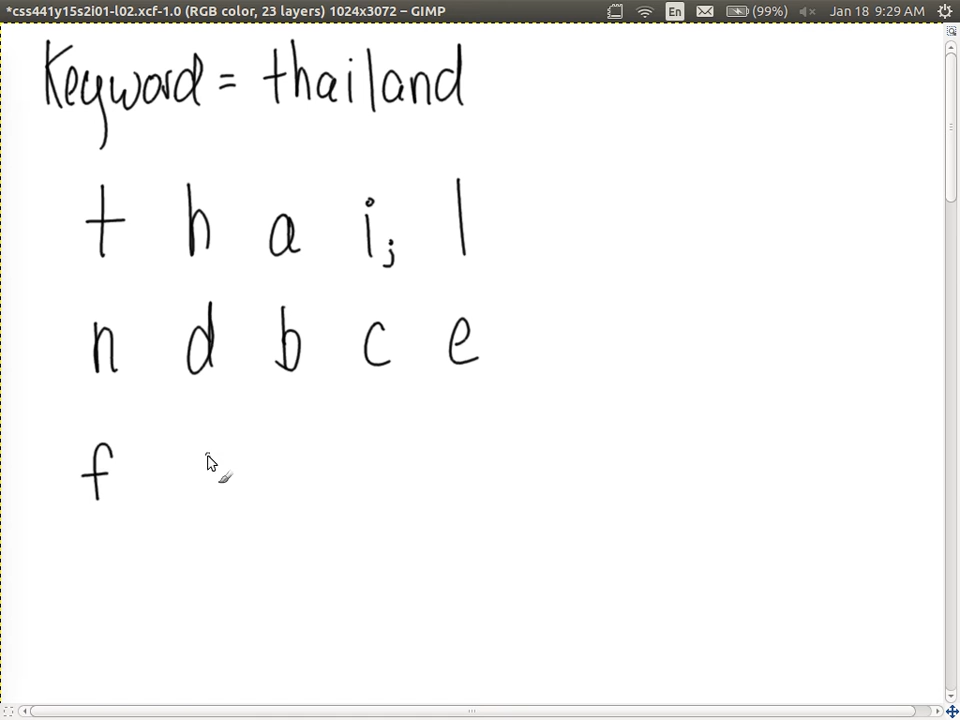 *css441y15s2i01-l02.xcf-1.0 (RGB color, 23 layers) 1024x3072 – GIMP En (99%) Jan 18 9:29 AM
Keyword = thailand
t h a i,j l
n d b c e
f